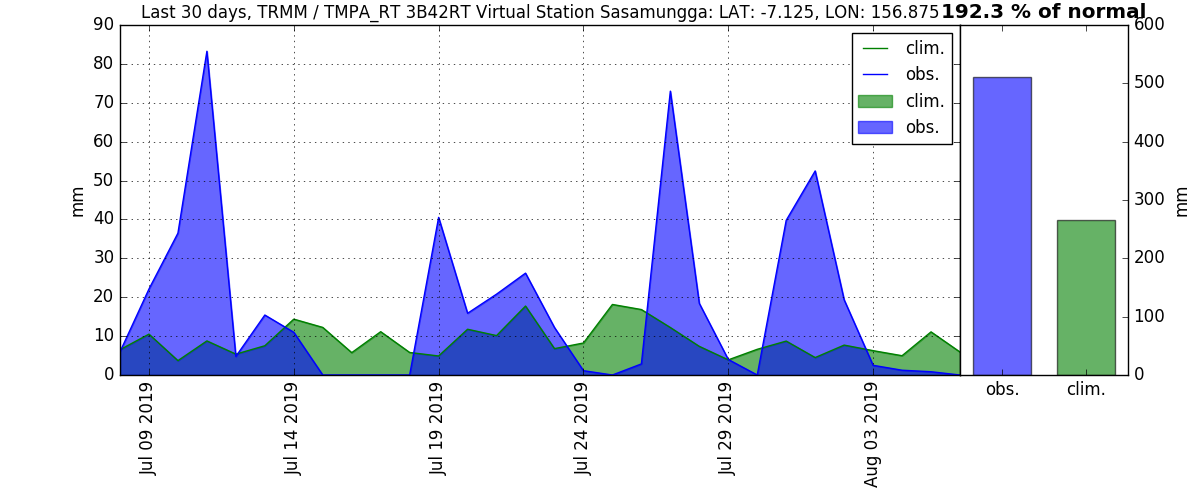 Last 30 days, TRMM / TMPA_RT 3B42RT Virtual Station Sasamungga: LAT: -7.125, LON: 156.875
192.3 % of normal
90
80
70
60
50
40
30
20
10
0
mm
clim.
obs.
clim.
obs.
Jul 09 2019
Jul 14 2019
Jul 19 2019
Jul 24 2019
Jul 29 2019
Aug 03 2019
600
500
400
300
200
100
0
mm
obs.
clim.